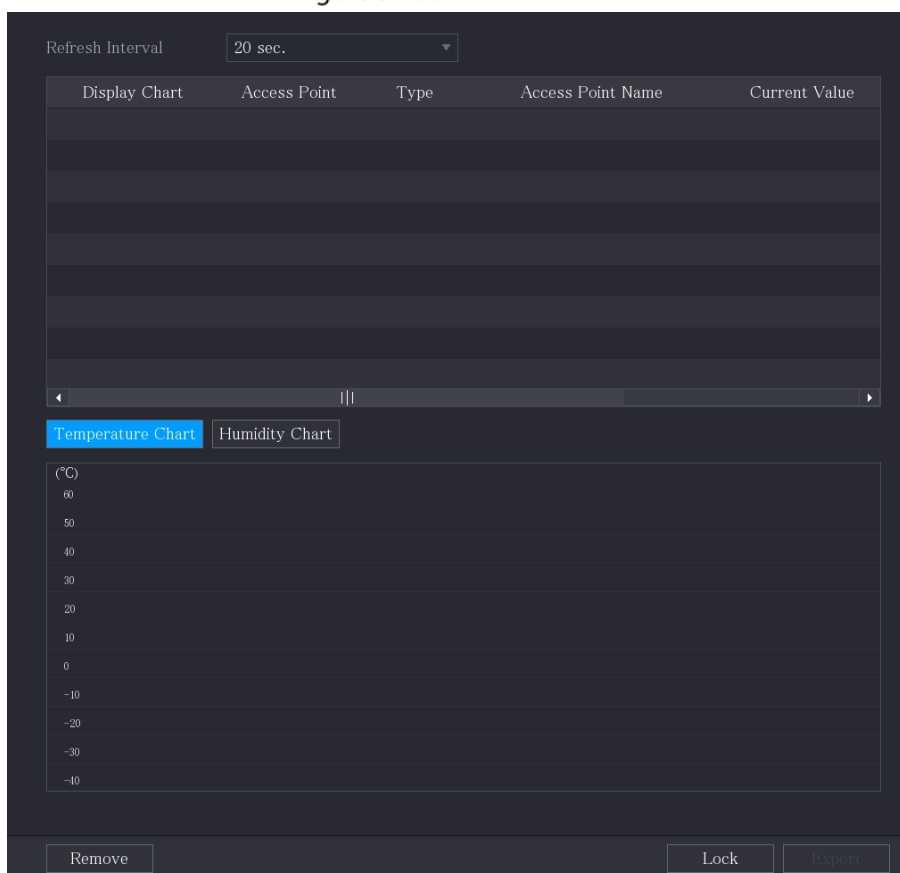 Refresh Interval 20 sec.
Display Chart Access Point Type Access Point Name Current Value
Temperature Chart Humidity Chart
(°C)
60
50
40
30
20
10
0
-10
-20
-30
-40
Remove Lock Export